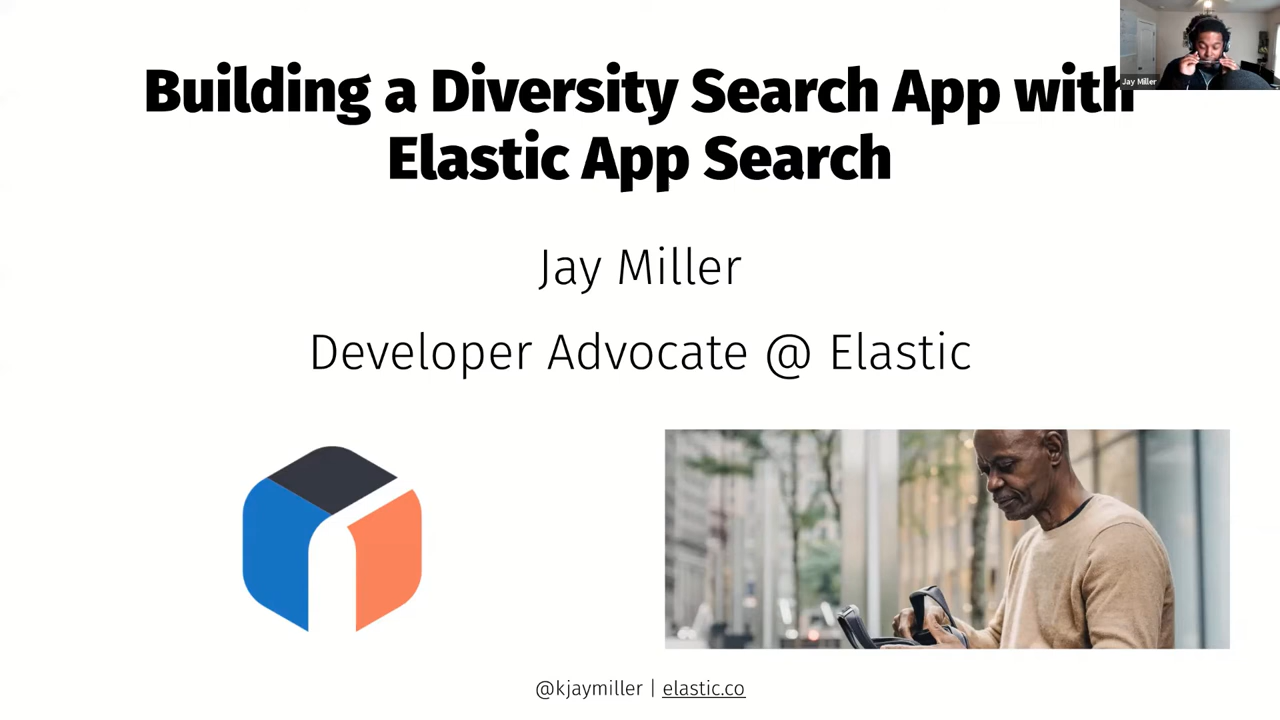 Building a Diversity Search App with
Elastic App Search
Jay Miller
Jay Miller
Developer Advocate @ Elastic
@kjaymiller | elastic.co